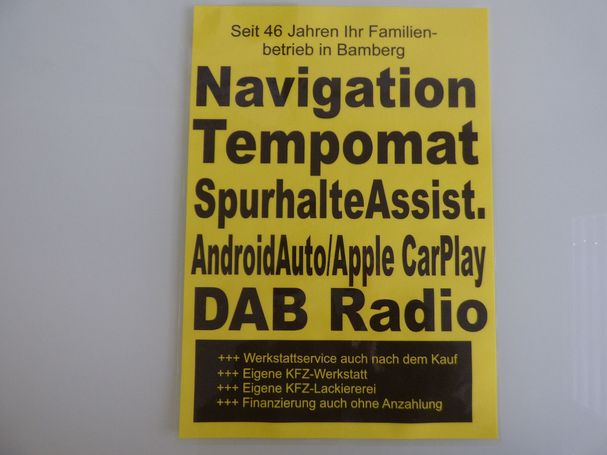 Seit 46 Jahren Ihr Familien-
betrieb in Bamberg
Navigation
Tempomat
SpurhalteAssist.
AndroidAuto/Apple CarPlay
DAB Radio
+++ Werkstattservice auch nach dem Kauf
+++ Eigene KFZ-Werkstatt
+++ Eigene KFZ-Lackiererei
+++ Finanzierung auch ohne Anzahlung